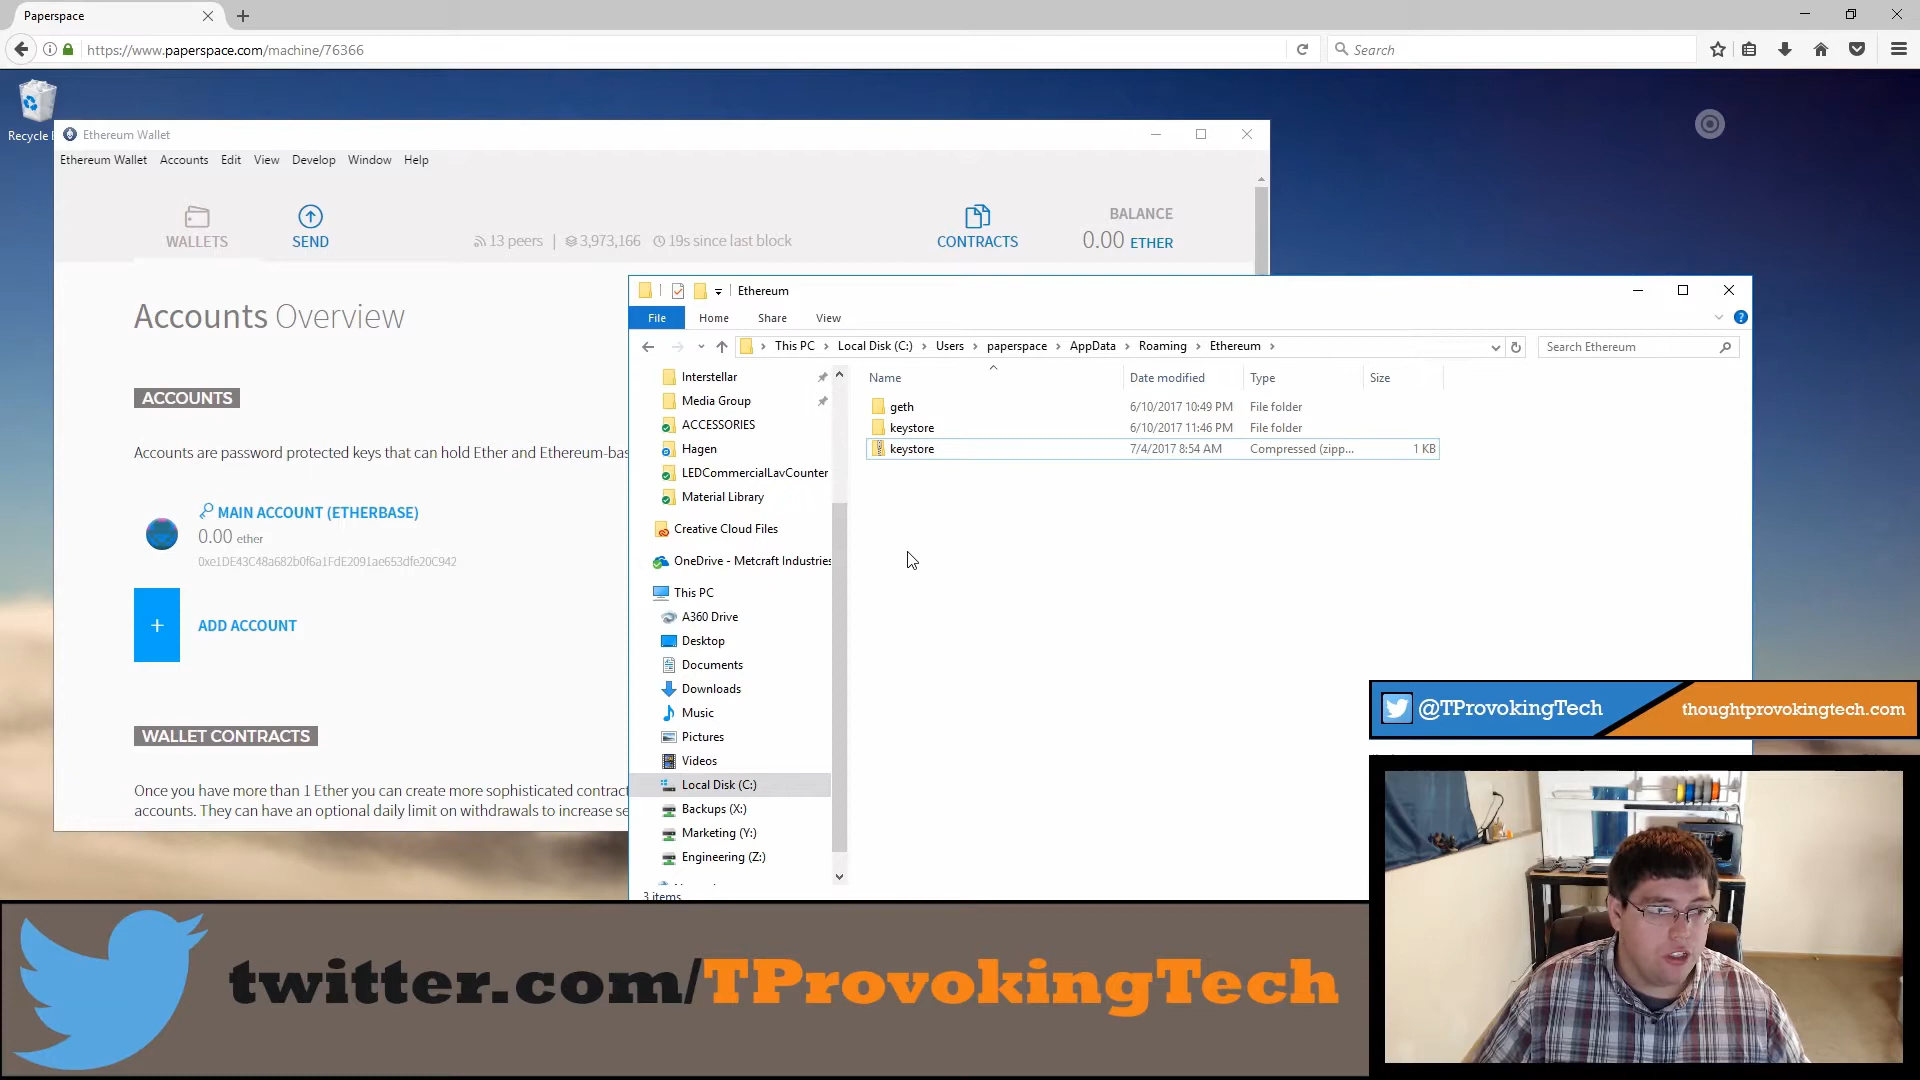 Paperspace
https://www.paperspace.com/machine/76366
Search
Recycle
Ethereum Wallet
Ethereum Wallet Accounts Edit View Develop Window Help
WALLETS
SEND
13 peers | 3,973,166 19s since last block
CONTRACTS
BALANCE
0.00 ETHER
Accounts Overview
ACCOUNTS
Accounts are password protected keys that can hold Ether and Ethereum-bas
MAIN ACCOUNT (ETHERBASE)
0.00 ether
0xe1DE43C48a682b0f6a1FdE2091ae653dfe20C942
ADD ACCOUNT
WALLET CONTRACTS
Once you have more than 1 Ether you can create more sophisticated contract
accounts. They can have an optional daily limit on withdrawals to increase se
Ethereum
File Home Share View
This PC Local Disk (C:) Users paperspace AppData Roaming Ethereum
Search Ethereum
Interstellar
Media Group
ACCESSORIES
Hagen
LEDCommercialLavCounter
Material Library
Creative Cloud Files
OneDrive - Metcraft Industries
This PC
A360 Drive
Desktop
Documents
Downloads
Music
Pictures
Videos
Local Disk (C:)
Backups (X:)
Marketing (Y:)
Engineering (Z:)
3 items
Name Date modified Type Size
geth 6/10/2017 10:49 PM File folder
keystore 6/10/2017 11:46 PM File folder
keystore 7/4/2017 8:54 AM Compressed (zipp... 1 KB
@TProvokingTech
thoughtprovokingtech.com
twitter.com/TProvokingTech